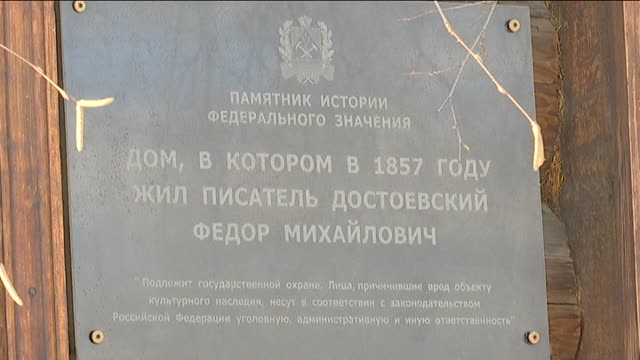 ПАМЯТНИК ИСТОРИИ
ФЕДЕРАЛЬНОГО ЗНАЧЕНИЯ
ДОМ, В КОТОРОМ В 1857 ГОДУ
ЖИЛ ПИСАТЕЛЬ ДОСТОЕВСКИЙ
ФЕДОР МИХАЙЛОВИЧ
"Подлежит государственной охране. Лица, причинившие вред объекту
культурного наследия, несут в соответствии с законодательством
Российской Федерации уголовную, административную и иную ответственность"